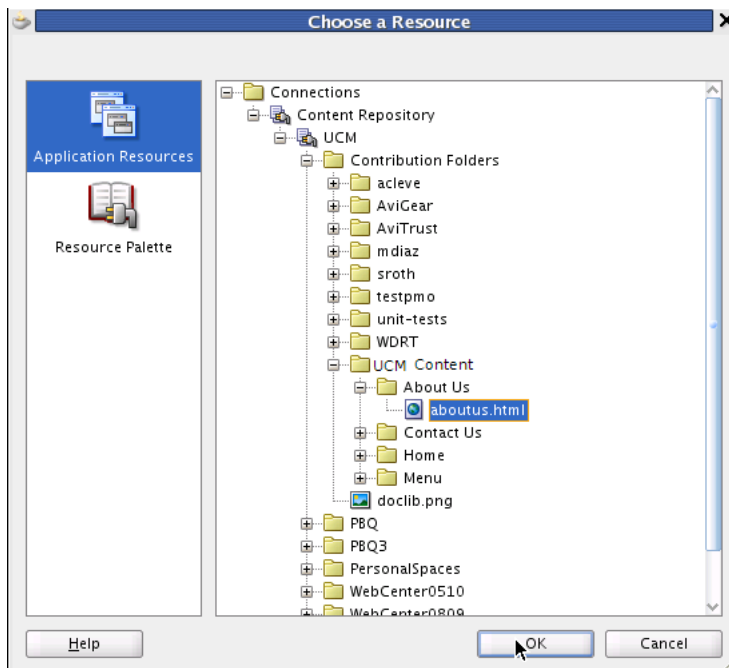 Choose a Resource
Application Resources
Resource Palette
Connections
Content Repository
UCM
Contribution Folders
acleve
AviGear
AviTrust
mdiaz
sroth
testpmo
unit-tests
WDRT
UCM Content
About Us
aboutus.html
Contact Us
Home
Menu
doclib.png
PBQ
PBQ3
PersonalSpaces
WebCenter0510
WebCenter0809
Help
OK
Cancel